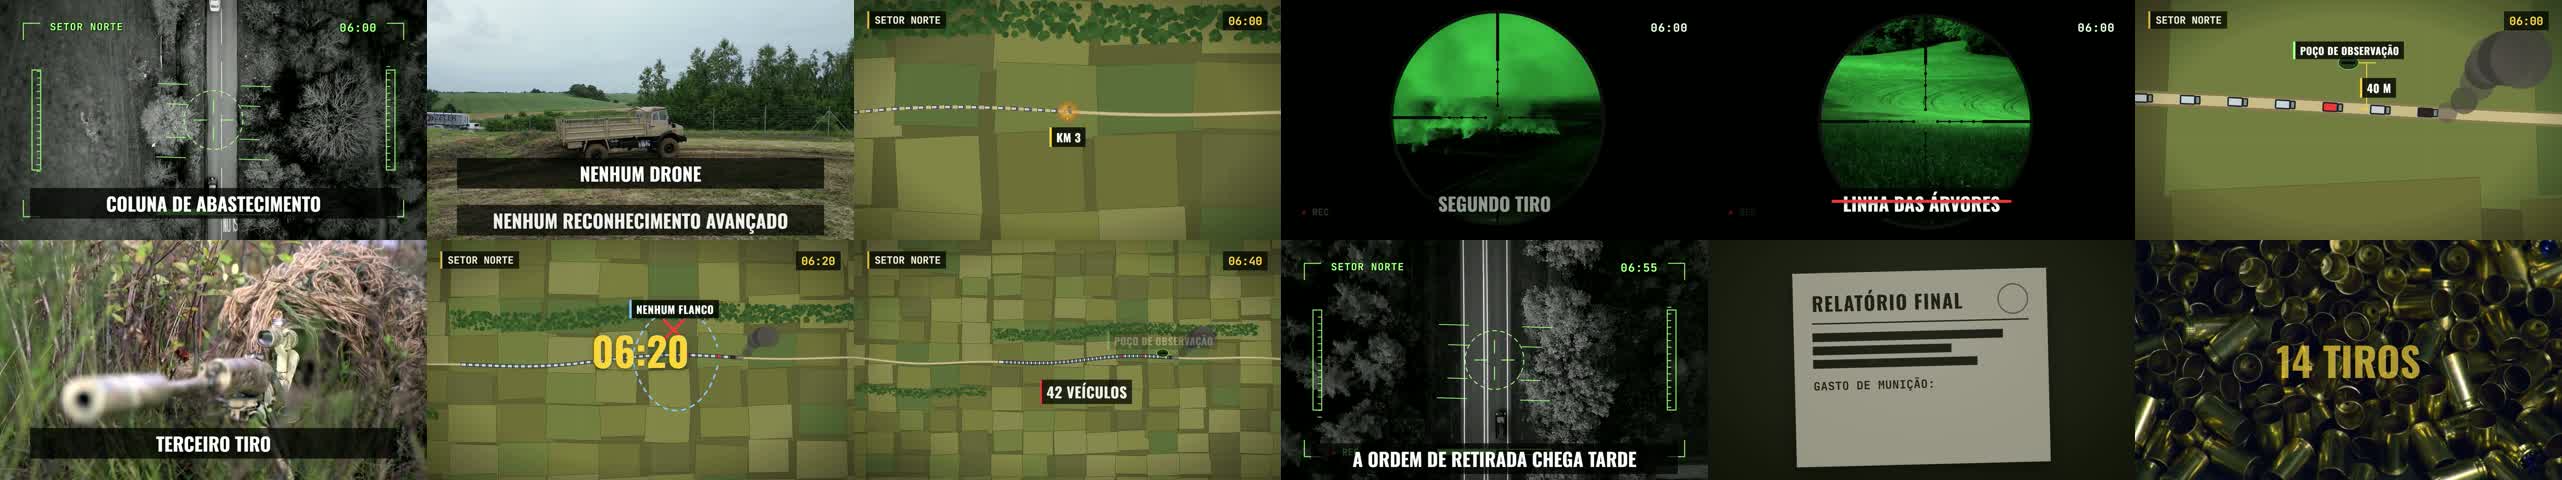 SETOR NORTE
06:00
COLUNA DE ABASTECIMENTO
NENHUM DRONE
NENHUM RECONHECIMENTO AVANÇADO
SETOR NORTE
06:00
KM 3
06:00
REC
SEGUNDO TIRO
06:00
REC
LINHA DAS ÁRVORES
SETOR NORTE
06:00
POÇO DE OBSERVAÇÃO
40 M
TERCEIRO TIRO
SETOR NORTE
06:20
NENHUM FLANCO
06:20
SETOR NORTE
06:40
POÇO DE OBSERVAÇÃO
42 VEÍCULOS
SETOR NORTE
06:55
A ORDEM DE RETIRADA CHEGA TARDE
RELATÓRIO FINAL
GASTO DE MUNIÇÃO:
14 TIROS